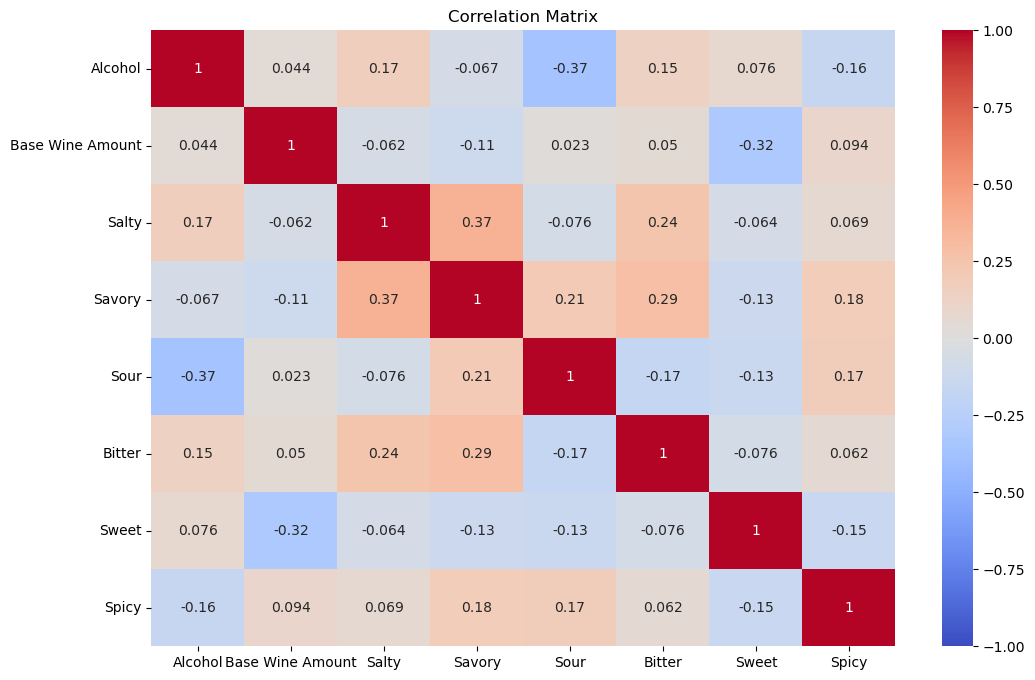 Correlation Matrix
Alcohol 1 0.044 0.17 -0.067 -0.37 0.15 0.076 -0.16
Base Wine Amount 0.044 1 -0.062 -0.11 0.023 0.05 -0.32 0.094
Salty 0.17 -0.062 1 0.37 -0.076 0.24 -0.064 0.069
Savory -0.067 -0.11 0.37 1 0.21 0.29 -0.13 0.18
Sour -0.37 0.023 -0.076 0.21 1 -0.17 -0.13 0.17
Bitter 0.15 0.05 0.24 0.29 -0.17 1 -0.076 0.062
Sweet 0.076 -0.32 -0.064 -0.13 -0.13 -0.076 1 -0.15
Spicy -0.16 0.094 0.069 0.18 0.17 0.062 -0.15 1
Alcohol Base Wine Amount Salty Savory Sour Bitter Sweet Spicy
1.00
0.75
0.50
0.25
0.00
−0.25
−0.50
−0.75
−1.00